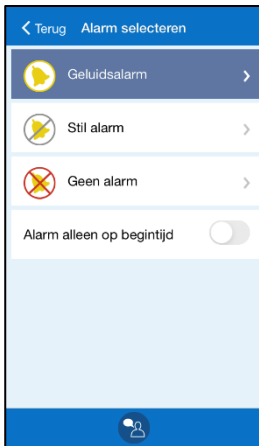 Terug Alarm selecteren
Geluidsalarm
Stil alarm
Geen alarm
Alarm alleen op begintijd